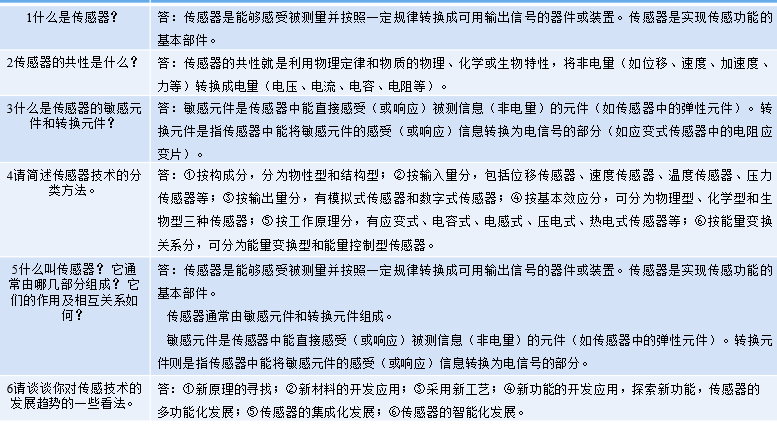 1什么是传感器？
答：传感器是能够感受被测量并按照一定规律转换成可用输出信号的器件或装置。传感器是实现传感功能的
基本部件。
2传感器的共性是什么？
答：传感器的共性就是利用物理定律和物质的物理、化学或生物特性，将非电量（如位移、速度、加速度、
力等）转换成电量（电压、电流、电容、电阻等）。
3什么是传感器的敏感元
件和转换元件？
答：敏感元件是传感器中能直接感受（或响应）被测信息（非电量）的元件（如传感器中的弹性元件）。转
换元件是指传感器中能将敏感元件的感受（或响应）信息转换为电信号的部分（如应变式传感器中的电阻应
变片）。
4请简述传感器技术的分
类方法。
答：①按构成分，分为物性型和结构型；②按输入量分，包括位移传感器、速度传感器、温度传感器、压力
传感器等；③按输出量分，有模拟式传感器和数字式传感器；④按基本效应分，可分为物理型、化学型和生
物型三种传感器；⑤按工作原理分，有应变式、电容式、电感式、压电式、热电式传感器等；⑥按能量变换
关系分，可分为能量变换型和能量控制型传感器。
5什么叫传感器？它通
常由哪几部分组成？它
们的作用及相互关系如
何？
答：传感器是能够感受被测量并按照一定规律转换成可用输出信号的器件或装置。传感器是实现传感功能的
基本部件。
传感器通常由敏感元件和转换元件组成。
敏感元件是传感器中能直接感受（或响应）被测信息（非电量）的元件（如传感器中的弹性元件）。转换元
件则是指传感器中能将敏感元件的感受（或响应）信息转换为电信号的部分。
6请谈谈你对传感技术的
发展趋势的一些看法。
答：①新原理的寻找；②新材料的开发应用；③采用新工艺；④新功能的开发应用，探索新功能，传感器的
多功能化发展；⑤传感器的集成化发展；⑥传感器的智能化发展。